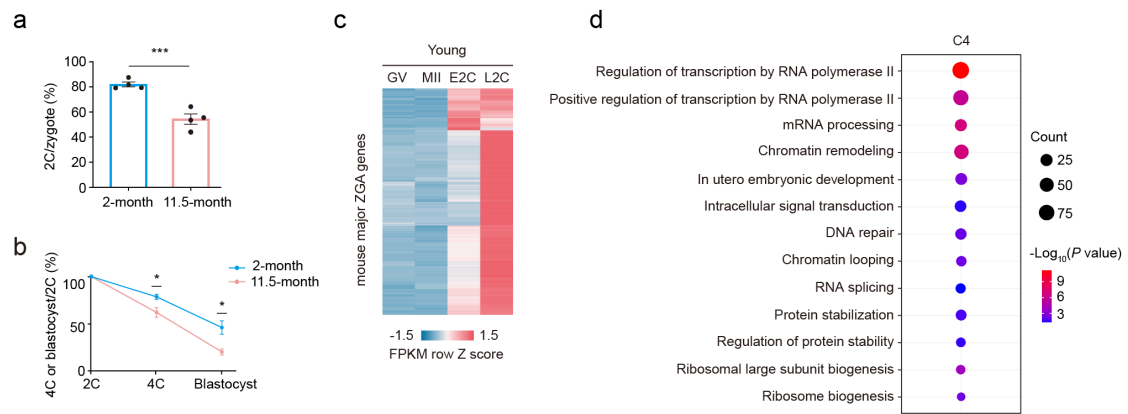 a
***
2C/zygote (%)
100
80
60
40
20
0
2-month
11.5-month
b
2-month
11.5-month
4C or blastocyst/2C (%)
100
50
0
*
*
2C
4C
Blastocyst
c
Young
GV MII E2C L2C
mouse major ZGA genes
-1.5 1.5
FPKM row Z score
d
C4
Regulation of transcription by RNA polymerase II
Positive regulation of transcription by RNA polymerase II
mRNA processing
Chromatin remodeling
In utero embryonic development
Intracellular signal transduction
DNA repair
Chromatin looping
RNA splicing
Protein stabilization
Regulation of protein stability
Ribosomal large subunit biogenesis
Ribosome biogenesis
Count
25
50
75
-Log10(P value)
9
6
3